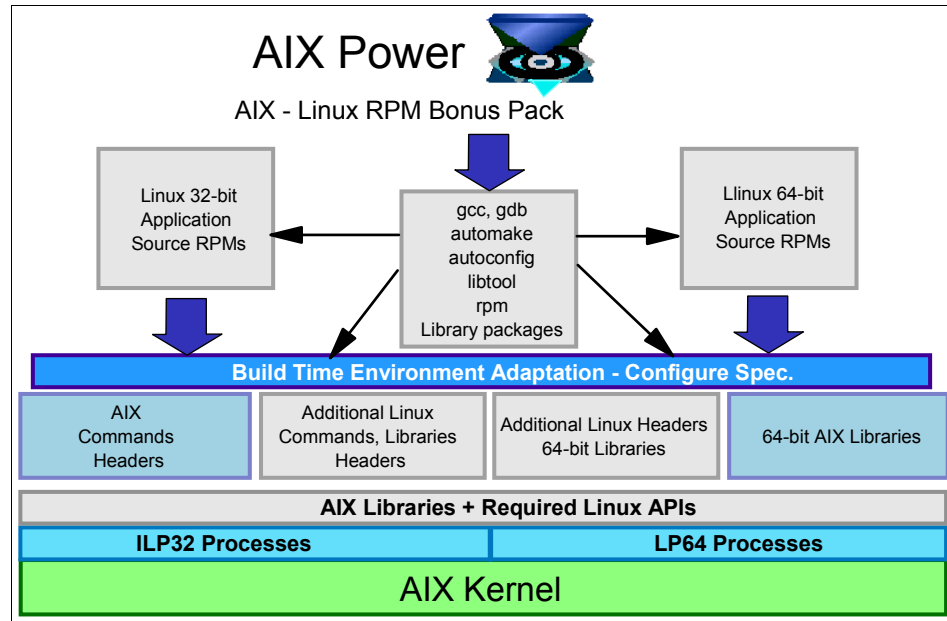 AIX Power
AIX - Linux RPM Bonus Pack
Linux 32-bit
Application
Source RPMs
gcc, gdb
automake
autoconfig
libtool
rpm
Library packages
Llinux 64-bit
Application
Source RPMs
Build Time Environment Adaptation - Configure Spec.
AIX
Commands
Headers
Additional Linux
Commands, Libraries
Headers
Additional Linux Headers
64-bit Libraries
64-bit AIX Libraries
AIX Libraries + Required Linux APIs
ILP32 Processes
LP64 Processes
AIX Kernel